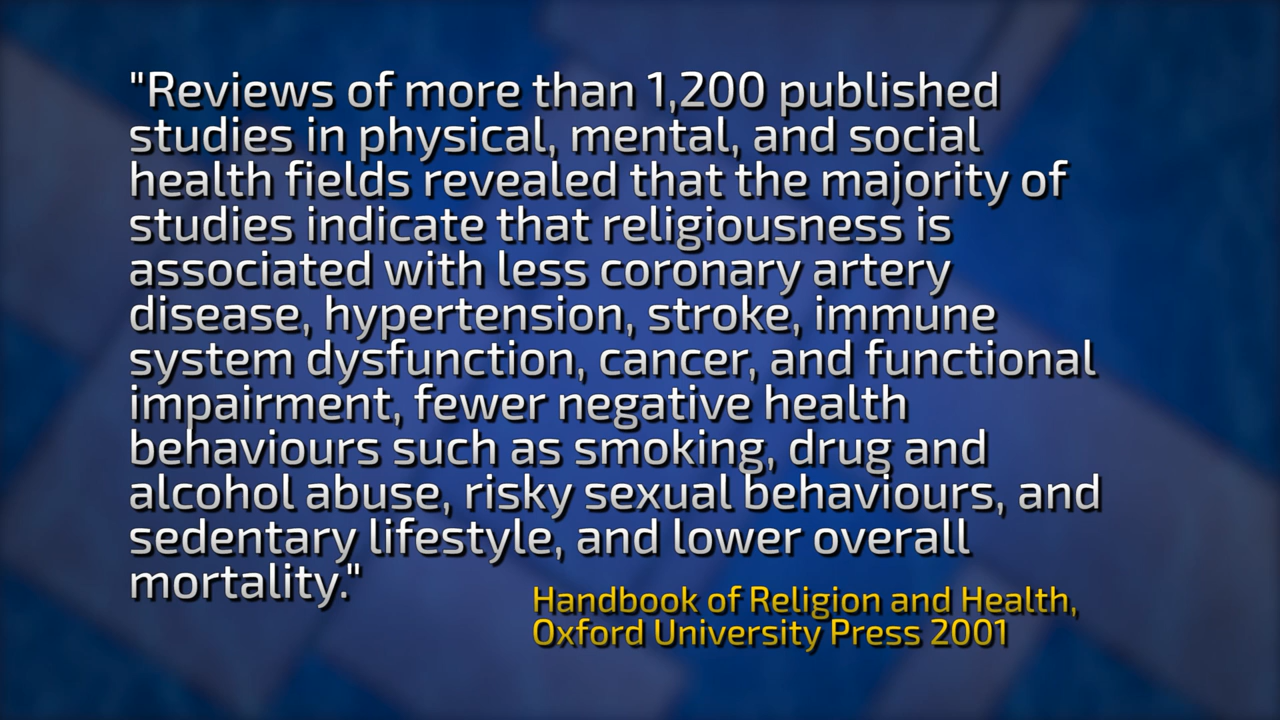 "Reviews of more than 1,200 published
studies in physical, mental, and social
health fields revealed that the majority of
studies indicate that religiousness is
associated with less coronary artery
disease, hypertension, stroke, immune
system dysfunction, cancer, and functional
impairment, fewer negative health
behaviours such as smoking, drug and
alcohol abuse, risky sexual behaviours, and
sedentary lifestyle, and lower overall
mortality."
Handbook of Religion and Health,
Oxford University Press 2001